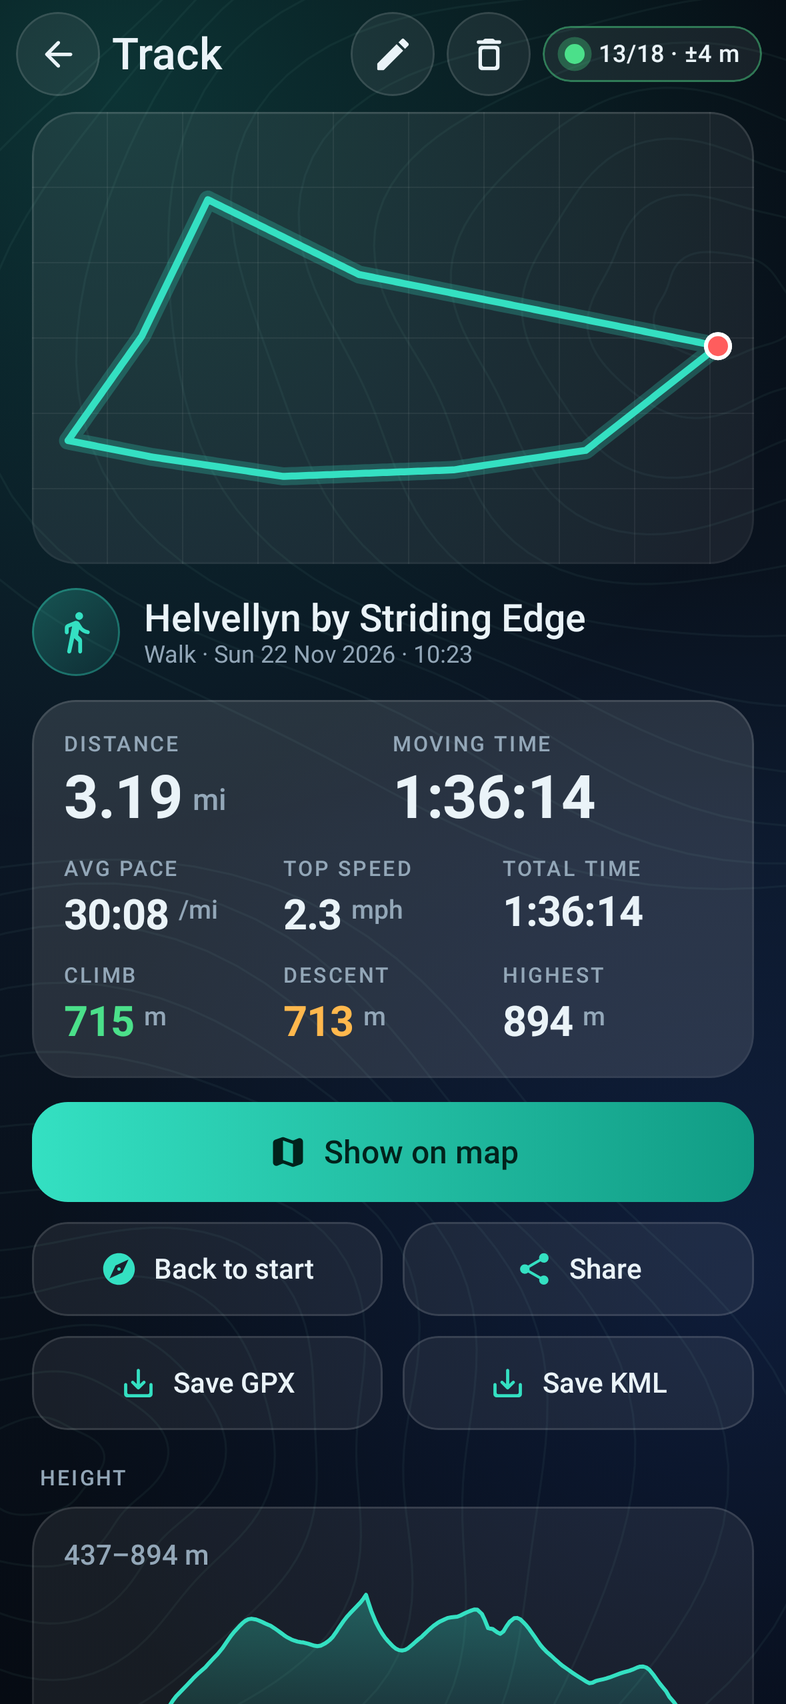 Track
13/18 · ±4 m
Helvellyn by Striding Edge
Walk · Sun 22 Nov 2026 · 10:23
DISTANCE MOVING TIME
3.19 mi 1:36:14
AVG PACE TOP SPEED TOTAL TIME
30:08 /mi 2.3 mph 1:36:14
CLIMB DESCENT HIGHEST
715 m 713 m 894 m
Show on map
Back to start Share
Save GPX Save KML
HEIGHT
437–894 m